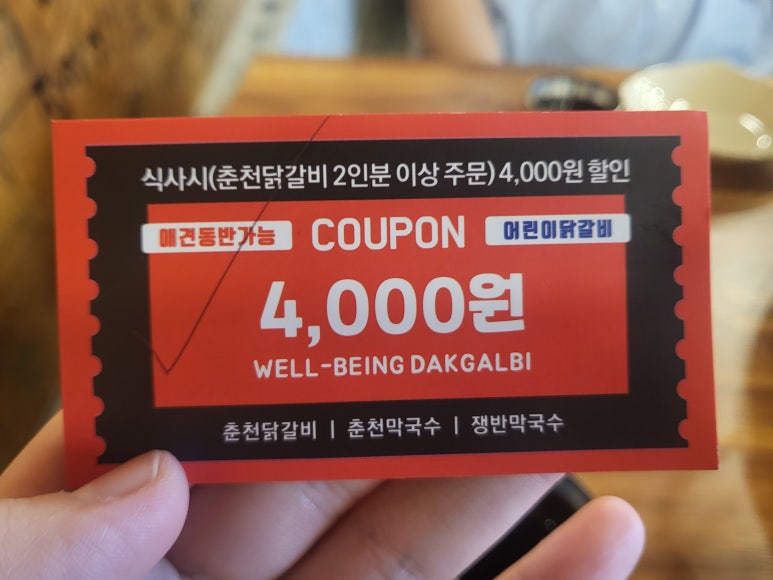 식사시(춘천닭갈비 2인분 이상 주문) 4,000원 할인
애견동반가능 COUPON 어린이닭갈비
4,000원
WELL-BEING DAKGALBI
춘천닭갈비 | 춘천막국수 | 쟁반막국수